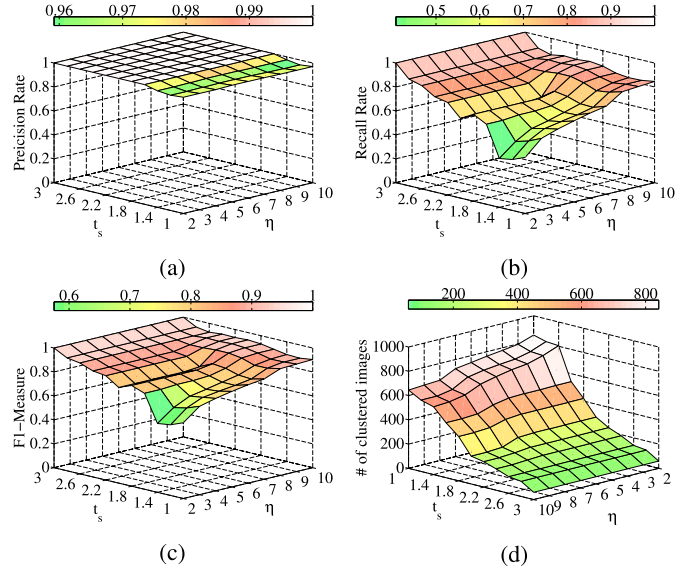 0.96 0.97 0.98 0.99 1
1
0.8
0.6
0.4
0.2
0
Preicision Rate
3 2.6 2.2 1.8 1.4 1
t_s
2 3 4 5 6 7 8 9 10
η
(a)
0.5 0.6 0.7 0.8 0.9 1
1
0.8
0.6
0.4
0.2
0
Recall Rate
3 2.6 2.2 1.8 1.4 1
t_s
2 3 4 5 6 7 8 9 10
η
(b)
0.6 0.7 0.8 0.9 1
1
0.8
0.6
0.4
0.2
0
F1−Measure
3 2.6 2.2 1.8 1.4 1
t_s
2 3 4 5 6 7 8 9 10
η
(c)
200 400 600 800
1000
800
600
400
200
0
# of clustered images
1 1.4 1.8 2.2 2.6 3
t_s
10 9 8 7 6 5 4 3 2
η
(d)